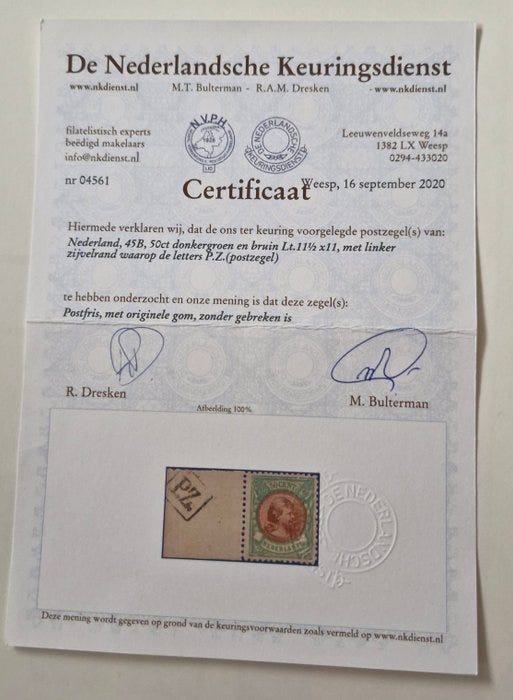 De Nederlandsche Keuringsdienst
www.nkdienst.nl M.T. Bulterman - R.A.M. Dresken - www.nkdienst.nl
filatelistisch experts
beëdigd makelaars
info@nkdienst.nl
N.V.P.H
1928
LID
DE NEDERLANDSCHE
KEURINGSDIENST
Leeuwenveldseweg 14a
1382 LX Weesp
0294-433020
nr 04561
Certificaat
Weesp, 16 september 2020
Hiermede verklaren wij, dat de ons ter keuring voorgelegde postzegel(s) van:
Nederland, 45B, 50ct donkergroen en bruin Lt.11½ x11, met linker
zijvelrand waarop de letters P.Z.(postzegel)
te hebben onderzocht en onze mening is dat deze zegel(s):
Postfris, met originele gom, zonder gebreken is
R. Dresken
M. Bulterman
Afbeelding 100%
P.Z.
50 CENT
NEDERLAND
DE NEDERLANDSCHE
Deze mening wordt gegeven op grond van de keuringsvoorwaarden zoals vermeld op www.nkdienst.nl